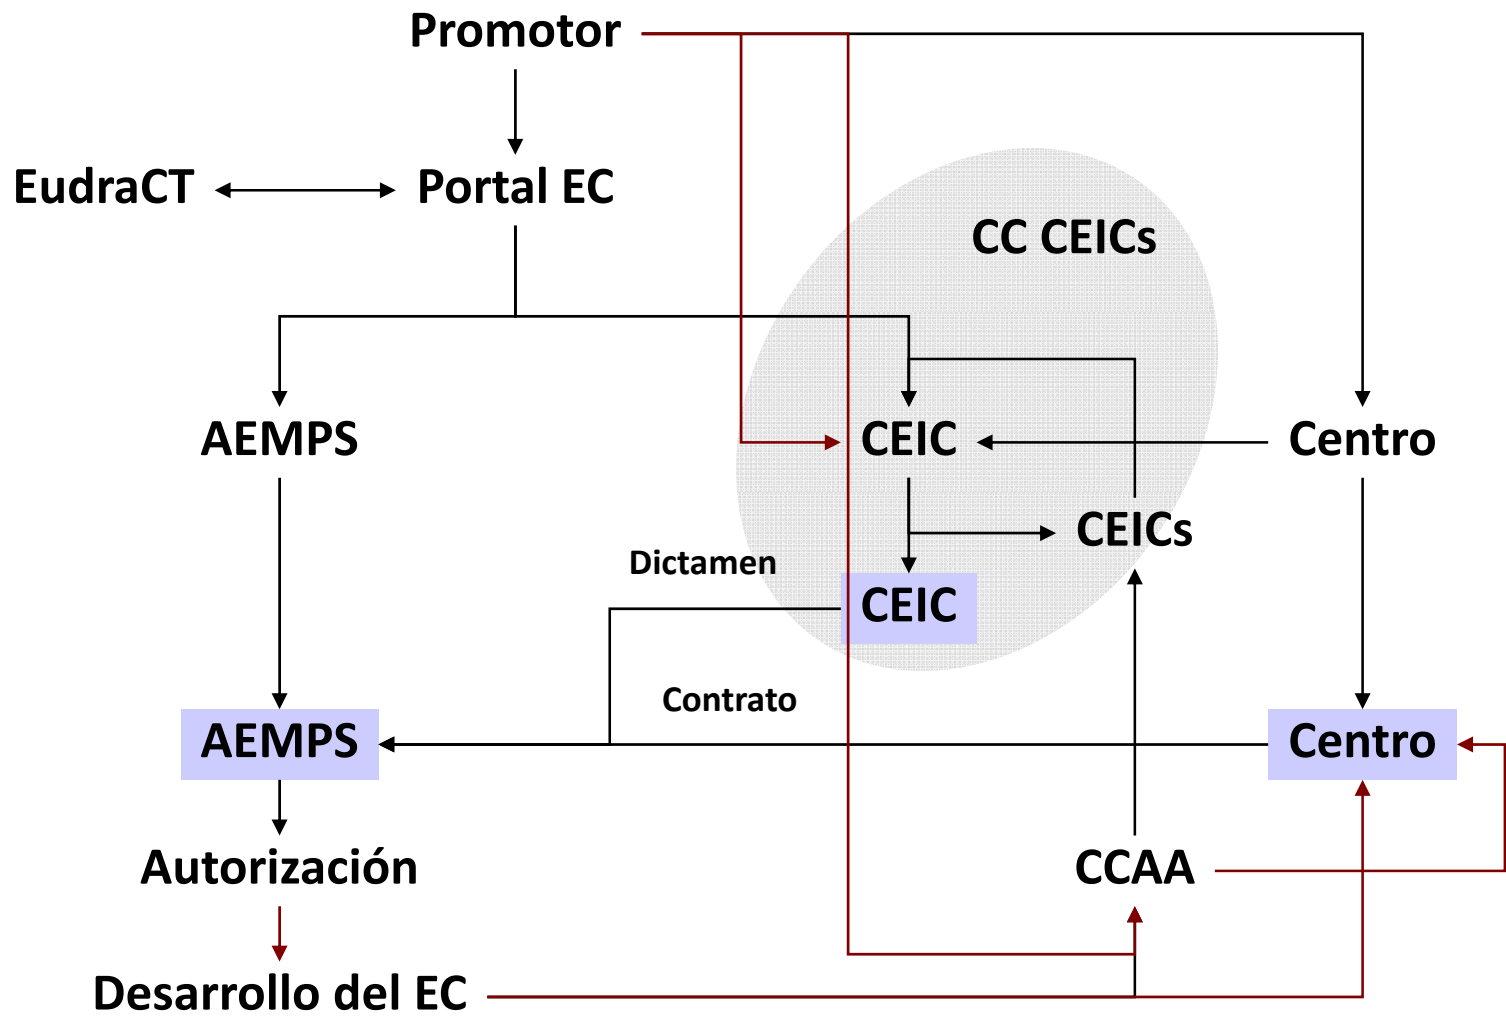 Promotor
EudraCT
Portal EC
CC CEICs
AEMPS
CEIC
Centro
CEICs
Dictamen
CEIC
Contrato
AEMPS
Centro
Autorización
CCAA
Desarrollo del EC